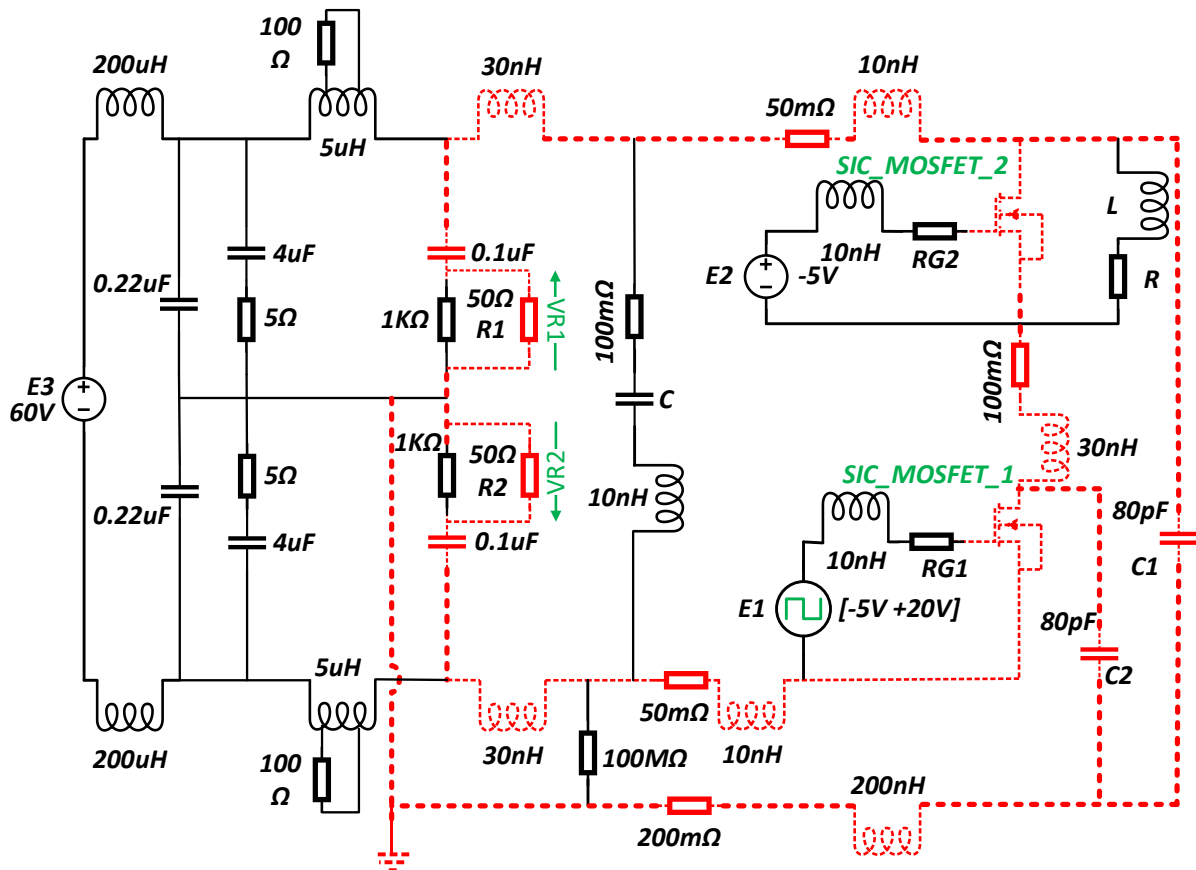 100
Ω
200uH
30nH
10nH
50mΩ
5uH
SIC_MOSFET_2
L
4uF
0.1uF
10nH
RG2
E2
-5V
R
0.22uF
5Ω
1KΩ
50Ω
R1
VR1
100mΩ
100mΩ
E3
60V
C
1KΩ
50Ω
R2
VR2
30nH
5Ω
SIC_MOSFET_1
10nH
0.22uF
4uF
0.1uF
80pF
C1
10nH
RG1
E1
[-5V +20V]
80pF
C2
5uH
50mΩ
200uH
30nH
100MΩ
10nH
100
Ω
200nH
200mΩ